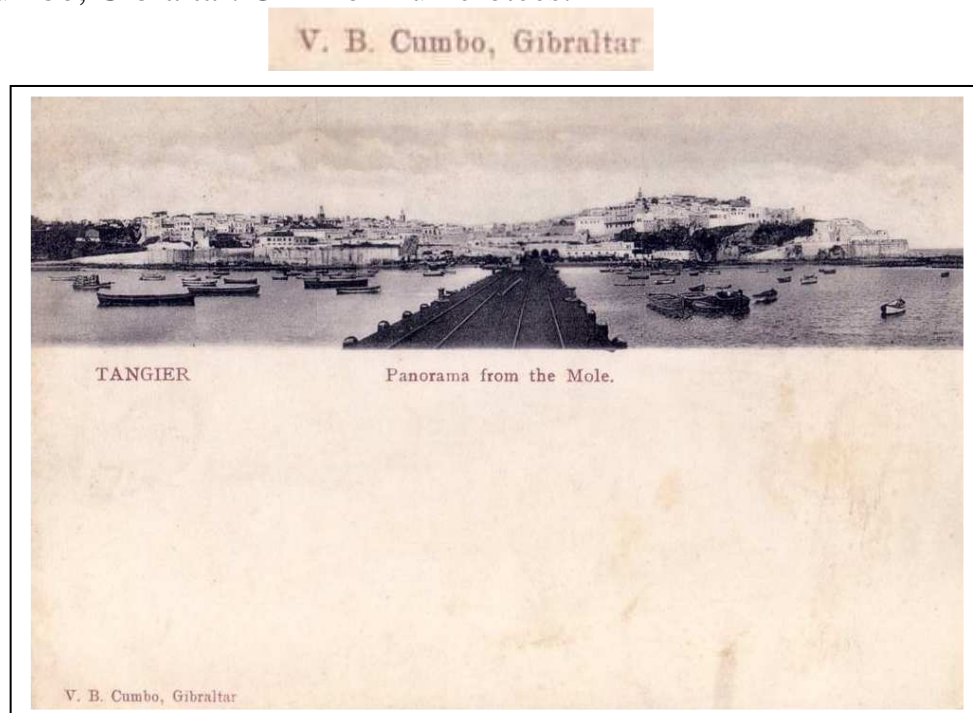 V. B. Cumbo, Gibraltar
TANGIER
Panorama from the Mole.
V. B. Cumbo, Gibraltar